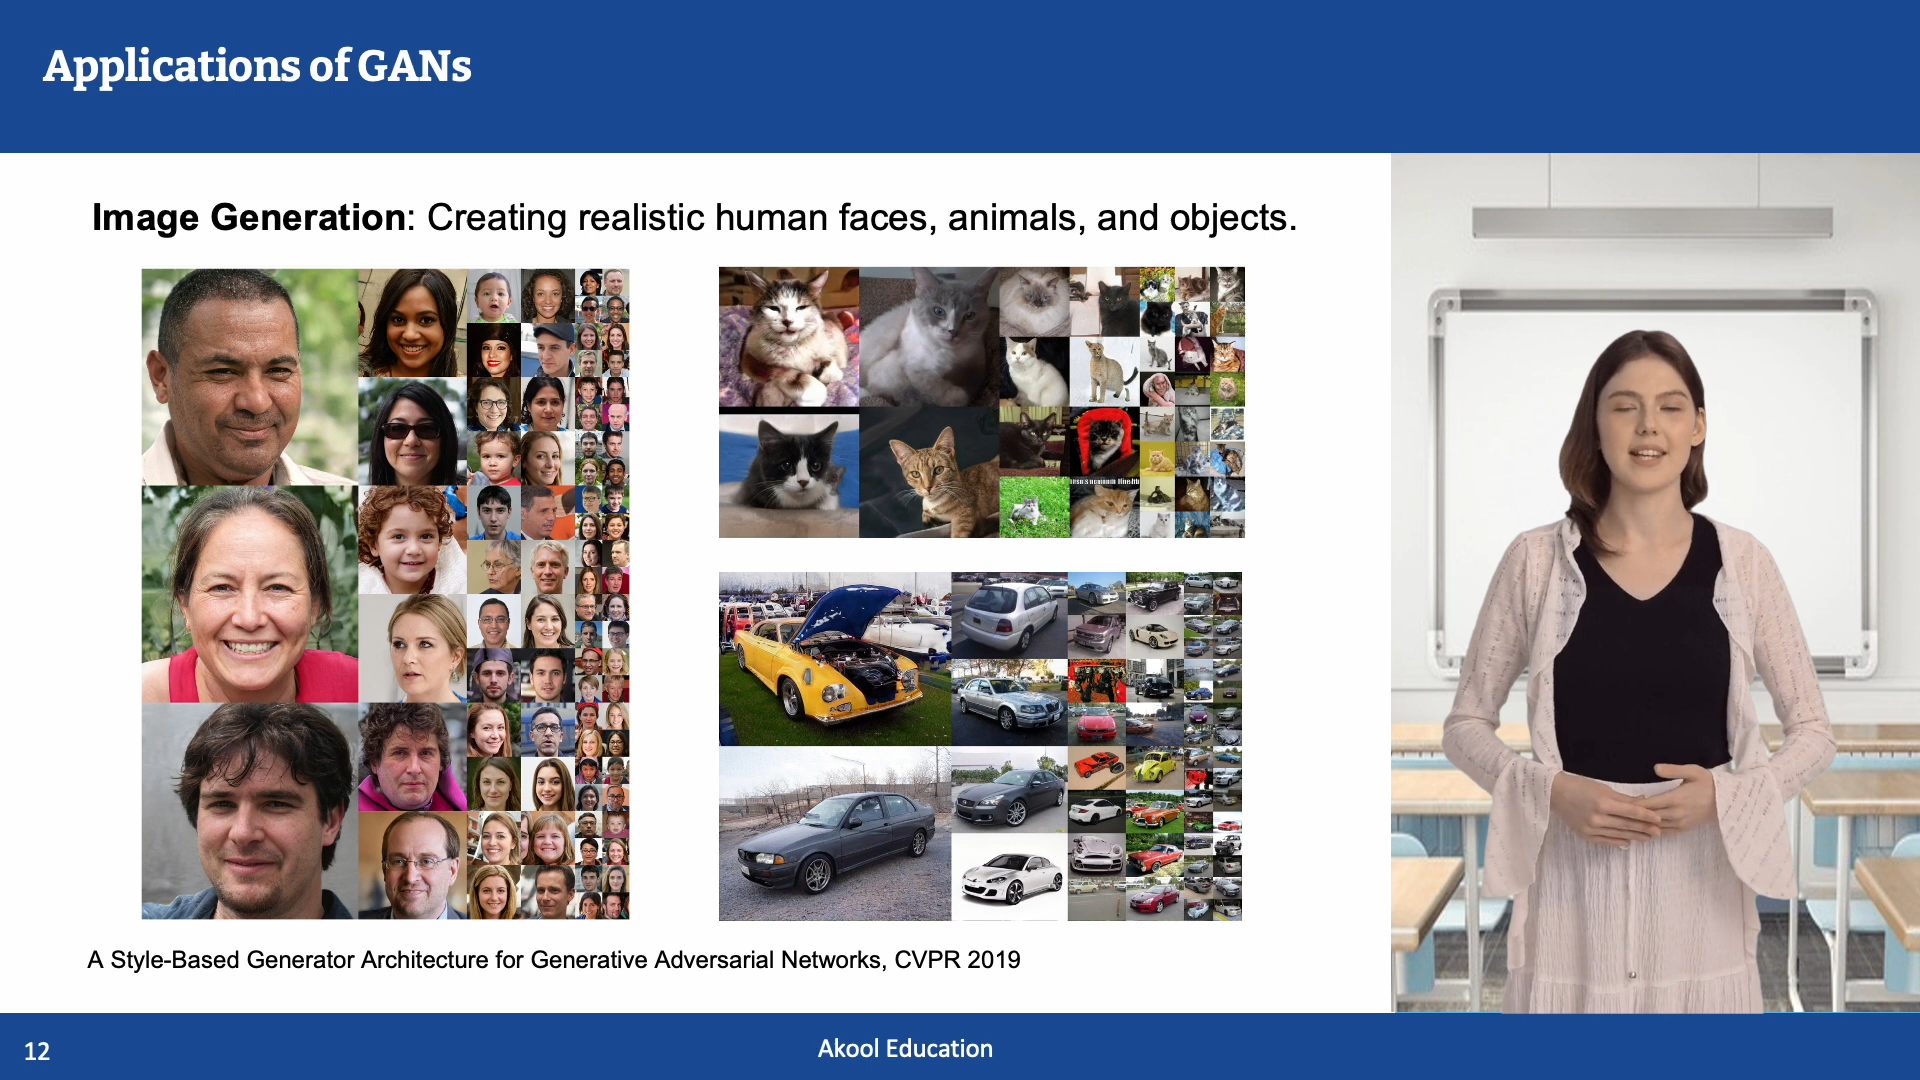 Applications of GANs
Image Generation: Creating realistic human faces, animals, and objects.
A Style-Based Generator Architecture for Generative Adversarial Networks, CVPR 2019
12
Akool Education